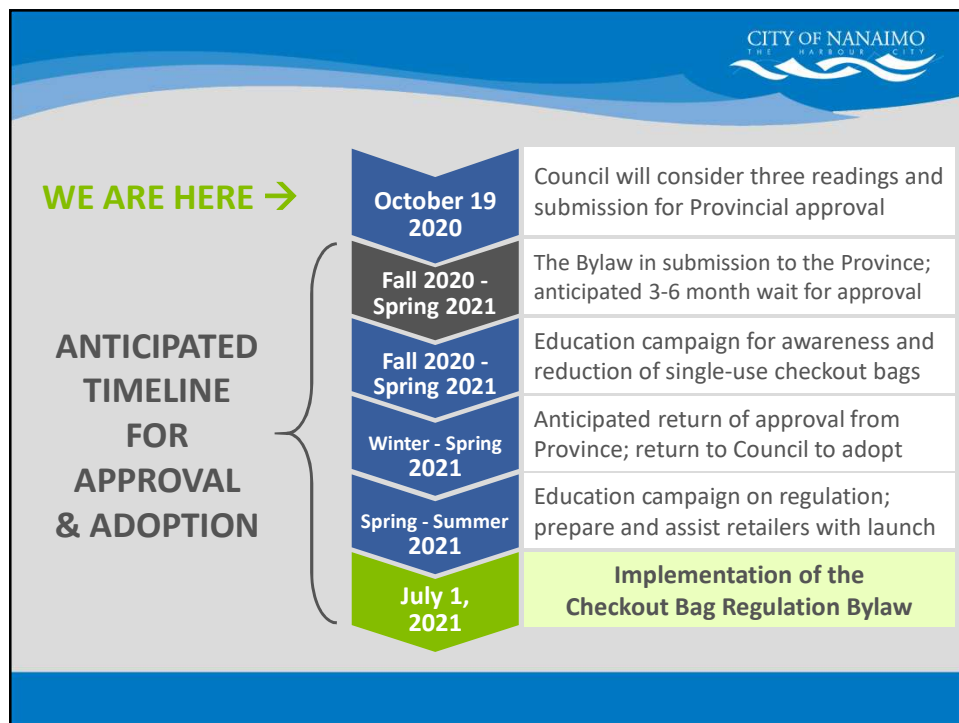 CITY OF NANAIMO
THE HARBOUR CITY
WE ARE HERE →
October 19
2020
Council will consider three readings and
submission for Provincial approval
ANTICIPATED
TIMELINE
FOR
APPROVAL
& ADOPTION
Fall 2020 -
Spring 2021
The Bylaw in submission to the Province;
anticipated 3-6 month wait for approval
Fall 2020 -
Spring 2021
Education campaign for awareness and
reduction of single-use checkout bags
Winter - Spring
2021
Anticipated return of approval from
Province; return to Council to adopt
Spring - Summer
2021
Education campaign on regulation;
prepare and assist retailers with launch
July 1,
2021
Implementation of the
Checkout Bag Regulation Bylaw